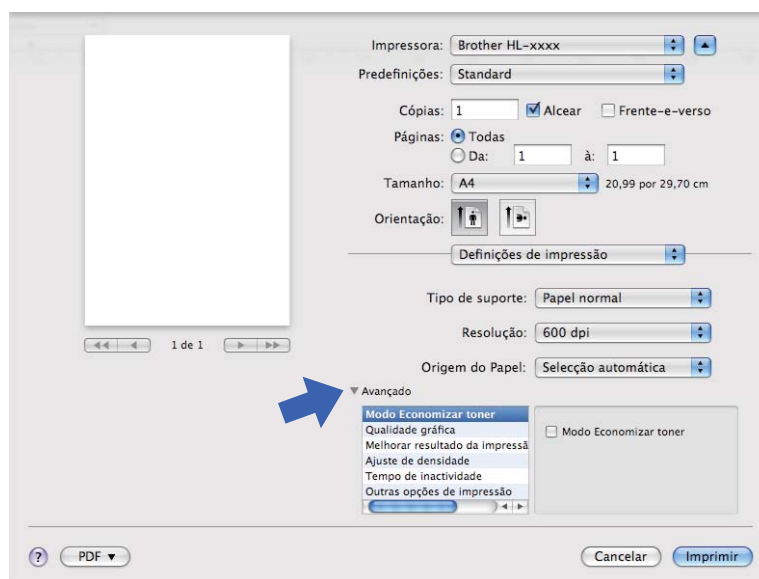 Impressora: Brother HL-xxxx
Predefinições: Standard
Cópias: 1 Alcear Frente-e-verso
Páginas: Todas
Da: 1 à: 1
Tamanho: A4 20,99 por 29,70 cm
Orientação:
Definições de impressão
Tipo de suporte: Papel normal
Resolução: 600 dpi
1 de 1
Origem do Papel: Selecção automática
Avançado
Modo Economizar toner
Qualidade gráfica
Melhorar resultado da impressã
Ajuste de densidade
Tempo de inactividade
Outras opções de impressão
Modo Economizar toner
? PDF
Cancelar Imprimir